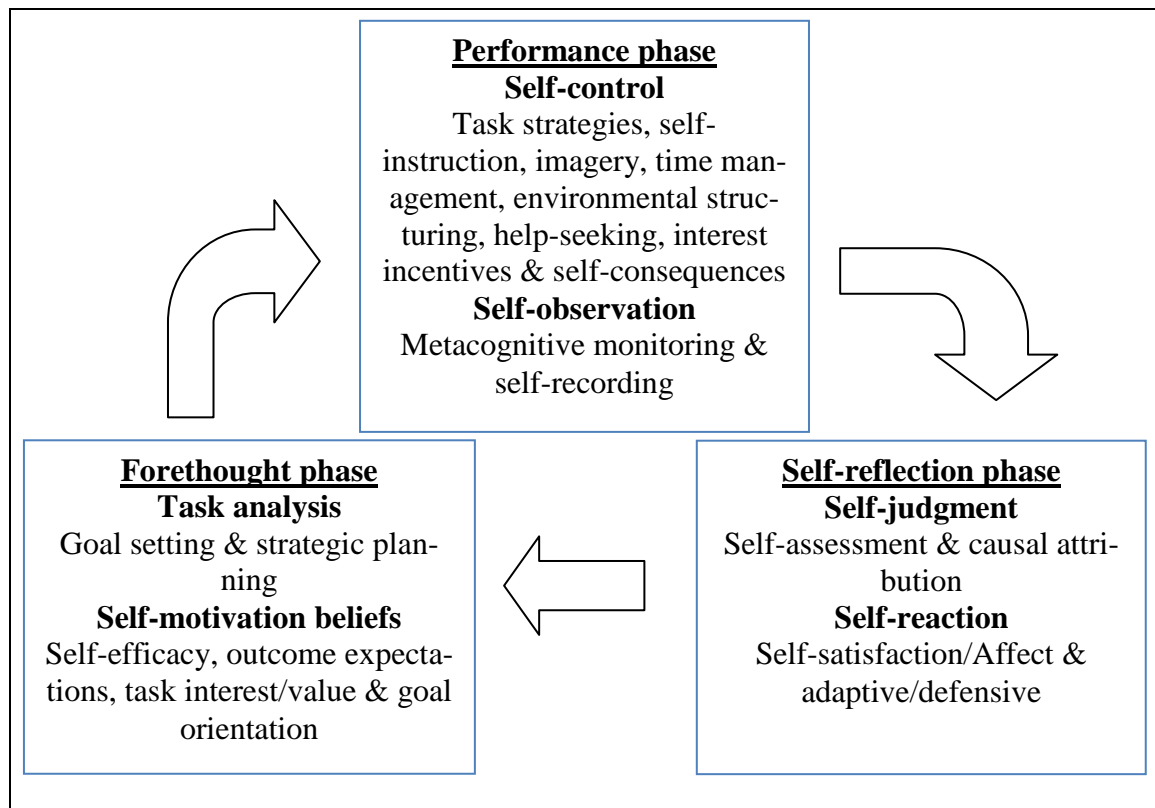 Performance phase
Self-control
Task strategies, self-
instruction, imagery, time man-
agement, environmental struc-
turing, help-seeking, interest
incentives & self-consequences
Self-observation
Metacognitive monitoring &
self-recording
Forethought phase
Task analysis
Goal setting & strategic plan-
ning
Self-motivation beliefs
Self-efficacy, outcome expecta-
tions, task interest/value & goal
orientation
Self-reflection phase
Self-judgment
Self-assessment & causal attri-
bution
Self-reaction
Self-satisfaction/Affect &
adaptive/defensive